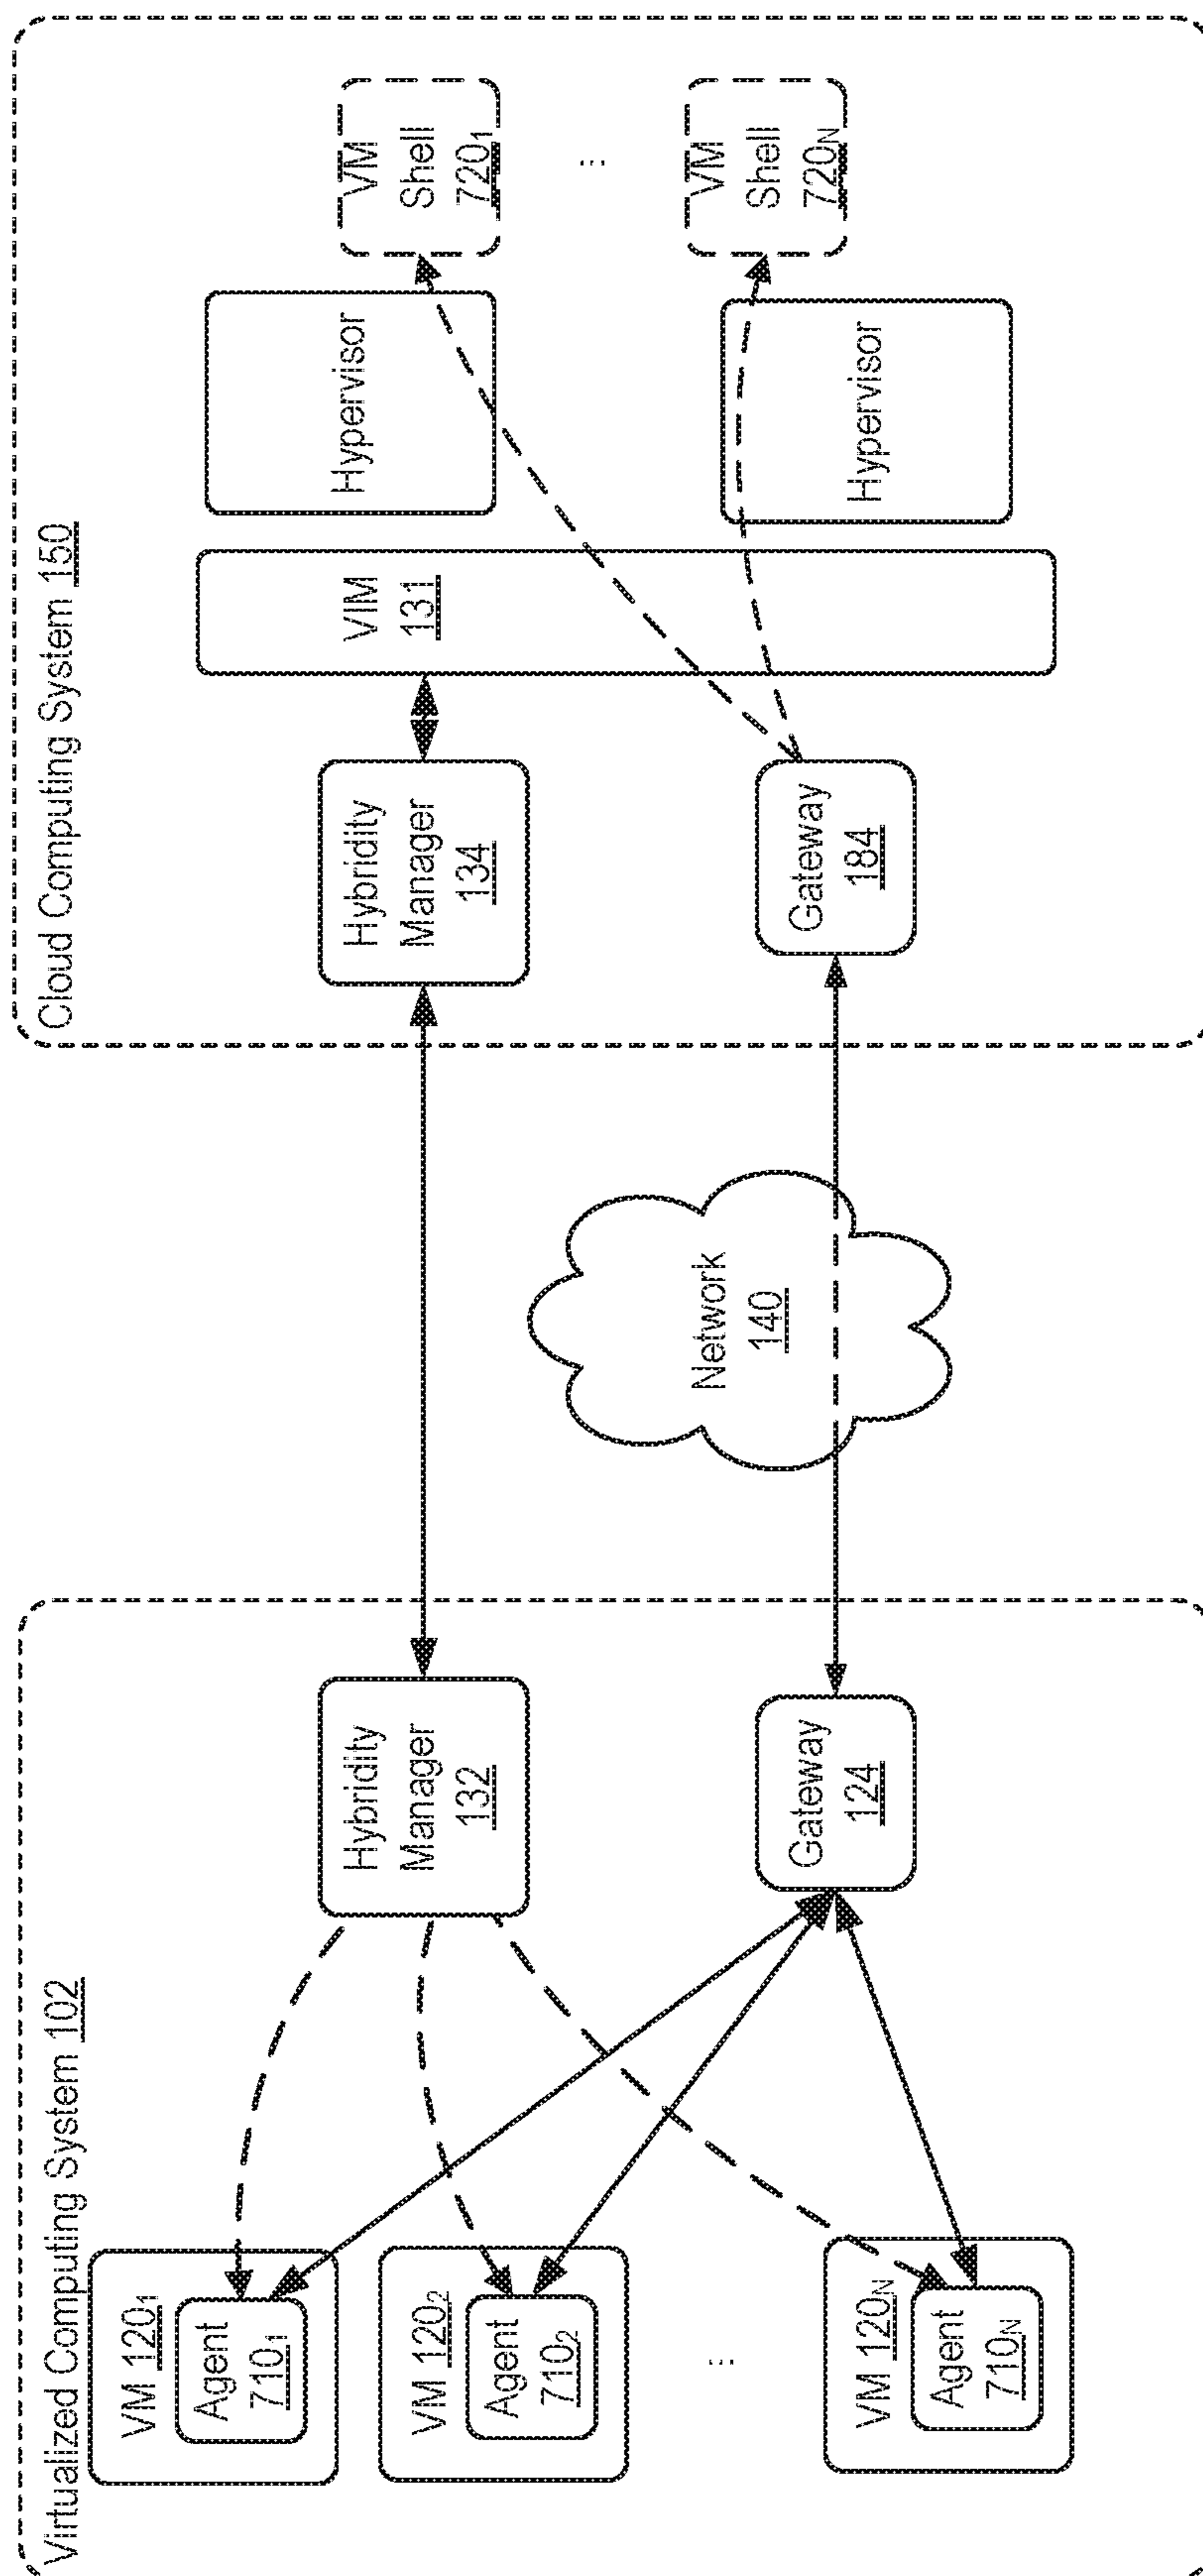 Virtualized Computing System 102
VM 120₁
Agent
710₁
VM 120₂
Agent
710₂
...
VM 120N
Agent
710N
Hybridity
Manager
132
Gateway
124
Network
140
Cloud Computing System 150
Hybridity
Manager
134
Gateway
184
VIM
131
Hypervisor
Hypervisor
VM
Shell
720₁
...
VM
Shell
720N